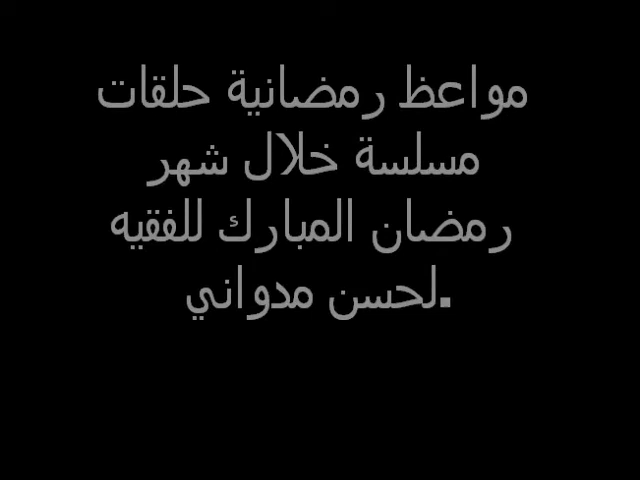 مواعظ رمضانية حلقات
مسلسة خلال شهر
رمضان المبارك للفقيه
.لحسن مدواني